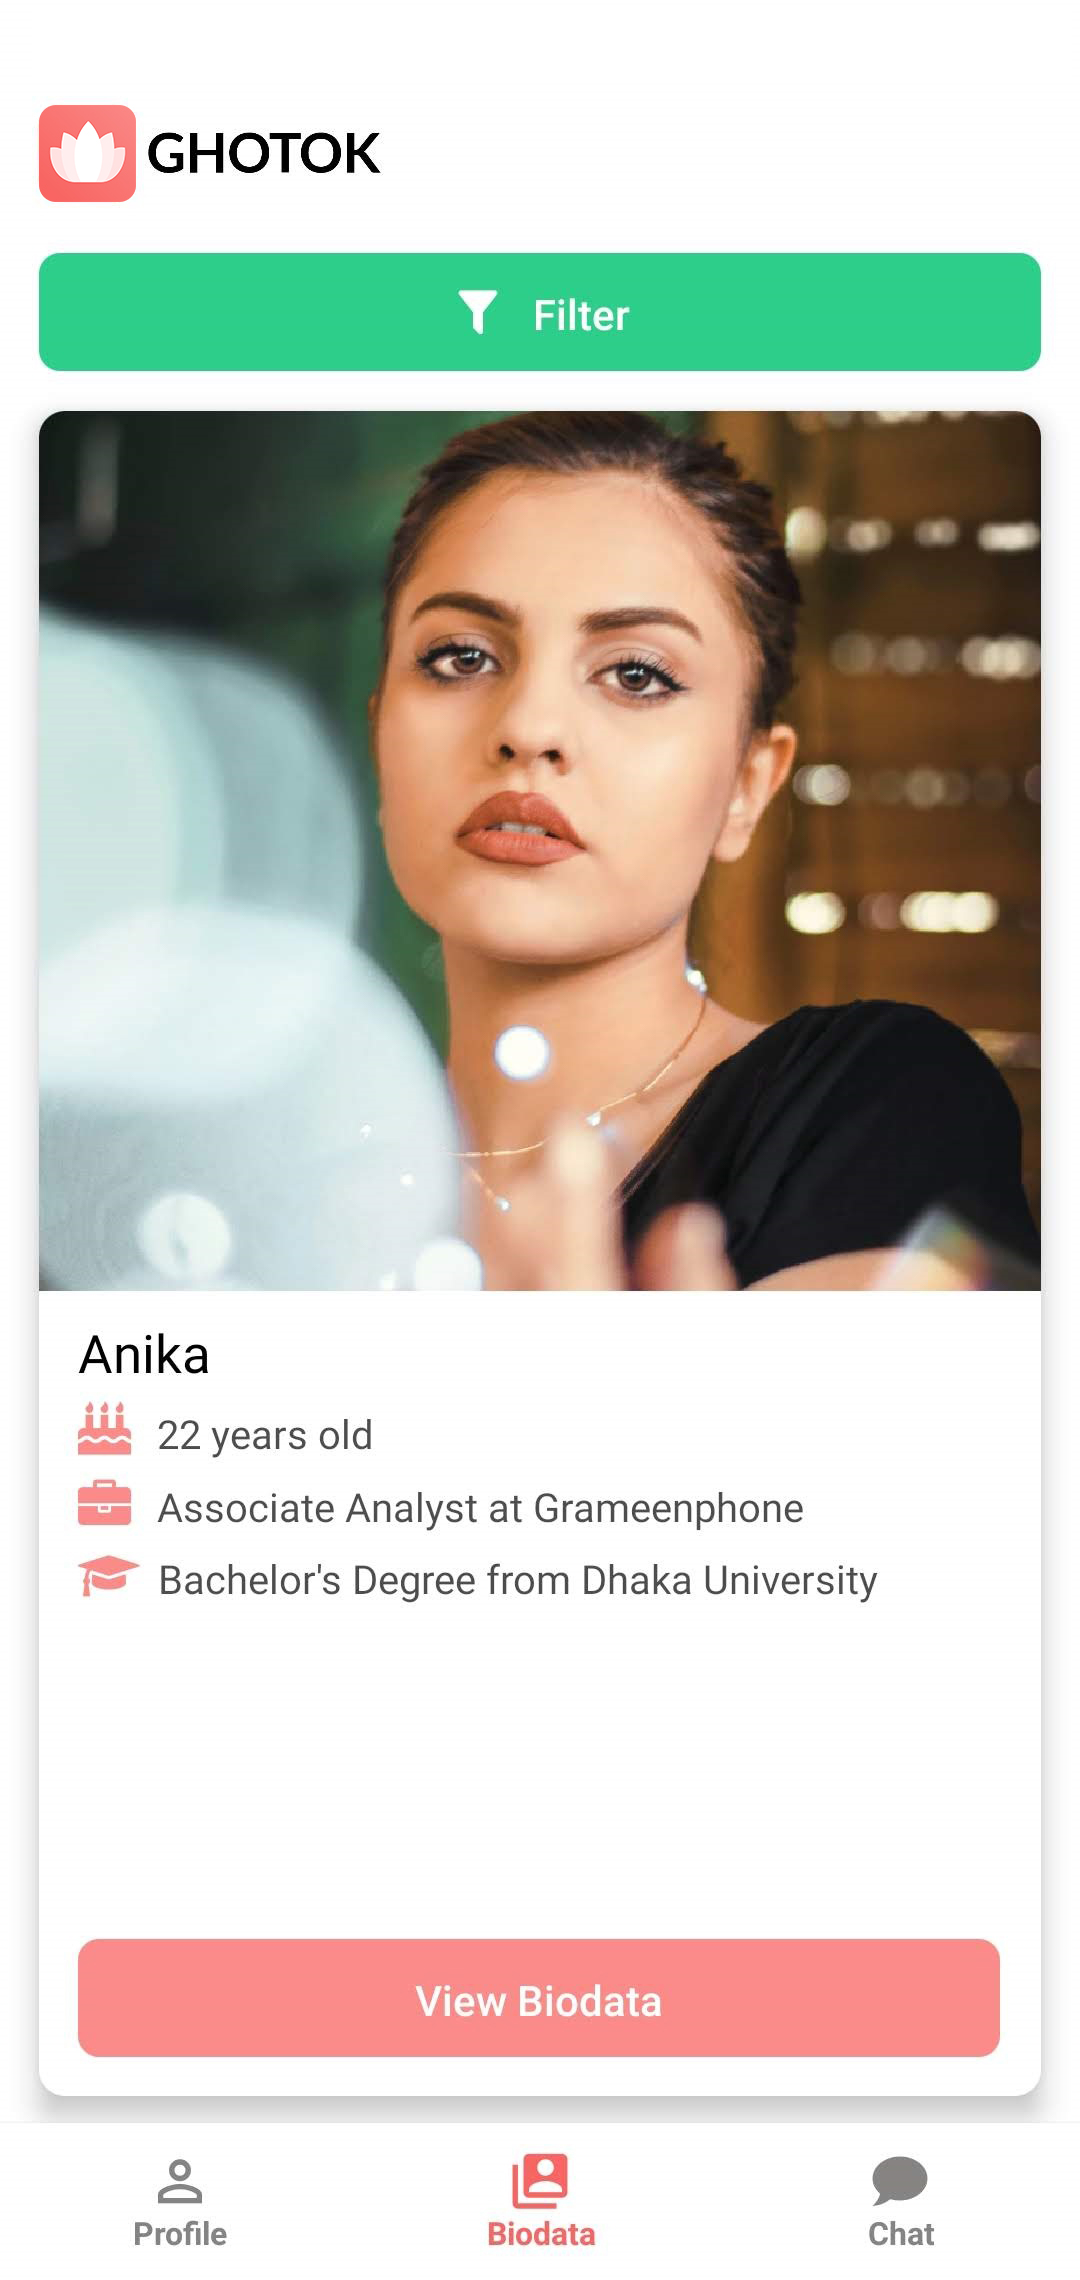 GHOTOK
Filter
Anika
22 years old
Associate Analyst at Grameenphone
Bachelor's Degree from Dhaka University
View Biodata
Profile
Biodata
Chat